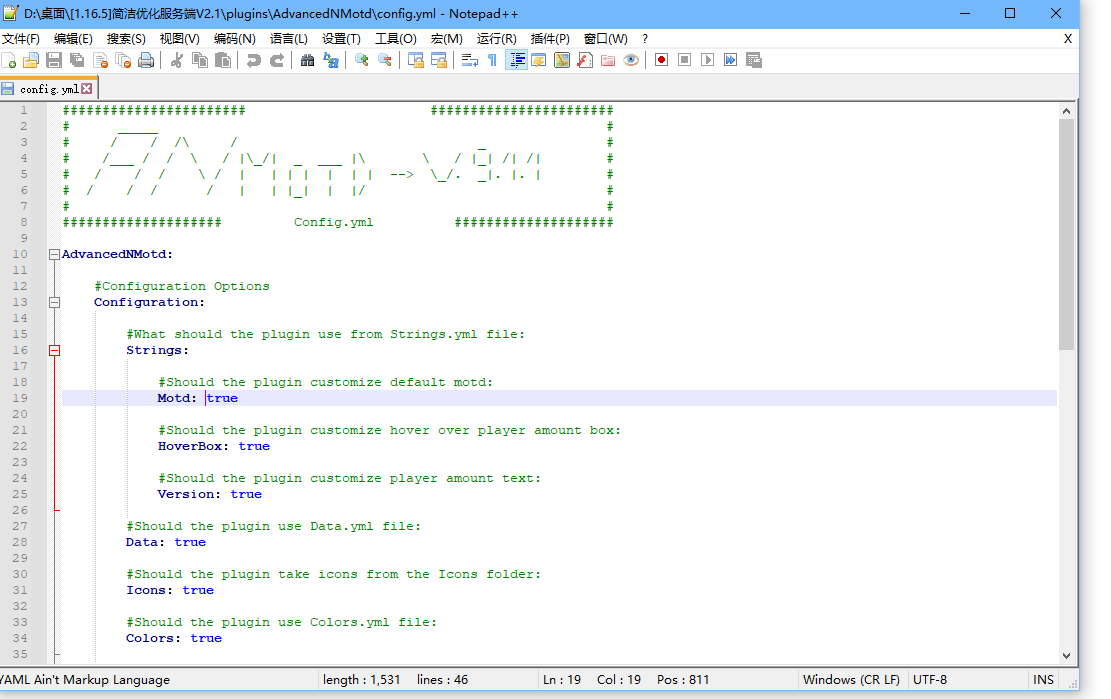 D:\桌面\[1.16.5]简洁优化服务端V2.1\plugins\AdvancedNMotd\config.yml - Notepad++
文件(F) 编辑(E) 搜索(S) 视图(V) 编码(N) 语言(L) 设置(T) 工具(O) 宏(M) 运行(R) 插件(P) 窗口(W) ? X
config.yml
1 ####################### #######################
2 # _____ #
3 # / / /\ / _ #
4 # /___ / / \ / |\_/| _ ___ |\ \ / |_| /| /| #
5 # / / / \ / | | | | | | | --> \_/. _|. |. | #
6 # / / / / | | |_| | |/ #
7 # #
8 #################### Config.yml ####################
9
10 AdvancedNMotd:
11
12 #Configuration Options
13 Configuration:
14
15 #What should the plugin use from Strings.yml file:
16 Strings:
17
18 #Should the plugin customize default motd:
19 Motd: true
20
21 #Should the plugin customize hover over player amount box:
22 HoverBox: true
23
24 #Should the plugin customize player amount text:
25 Version: true
26
27 #Should the plugin use Data.yml file:
28 Data: true
29
30 #Should the plugin take icons from the Icons folder:
31 Icons: true
32
33 #Should the plugin use Colors.yml file:
34 Colors: true
35
YAML Ain't Markup Language length : 1,531 lines : 46 Ln : 19 Col : 19 Pos : 811 Windows (CR LF) UTF-8 INS